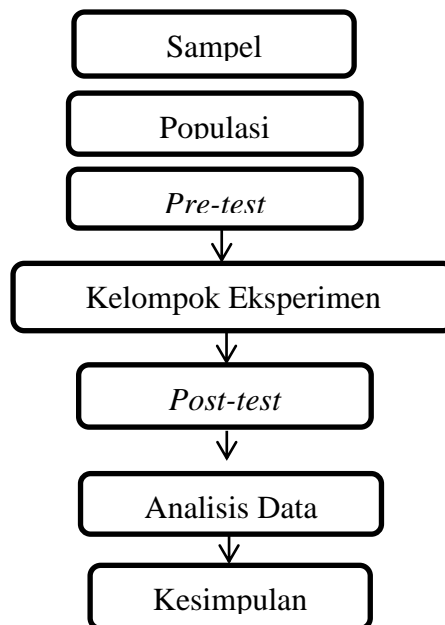 Sampel
Populasi
Pre-test
Kelompok Eksperimen
Post-test
Analisis Data
Kesimpulan